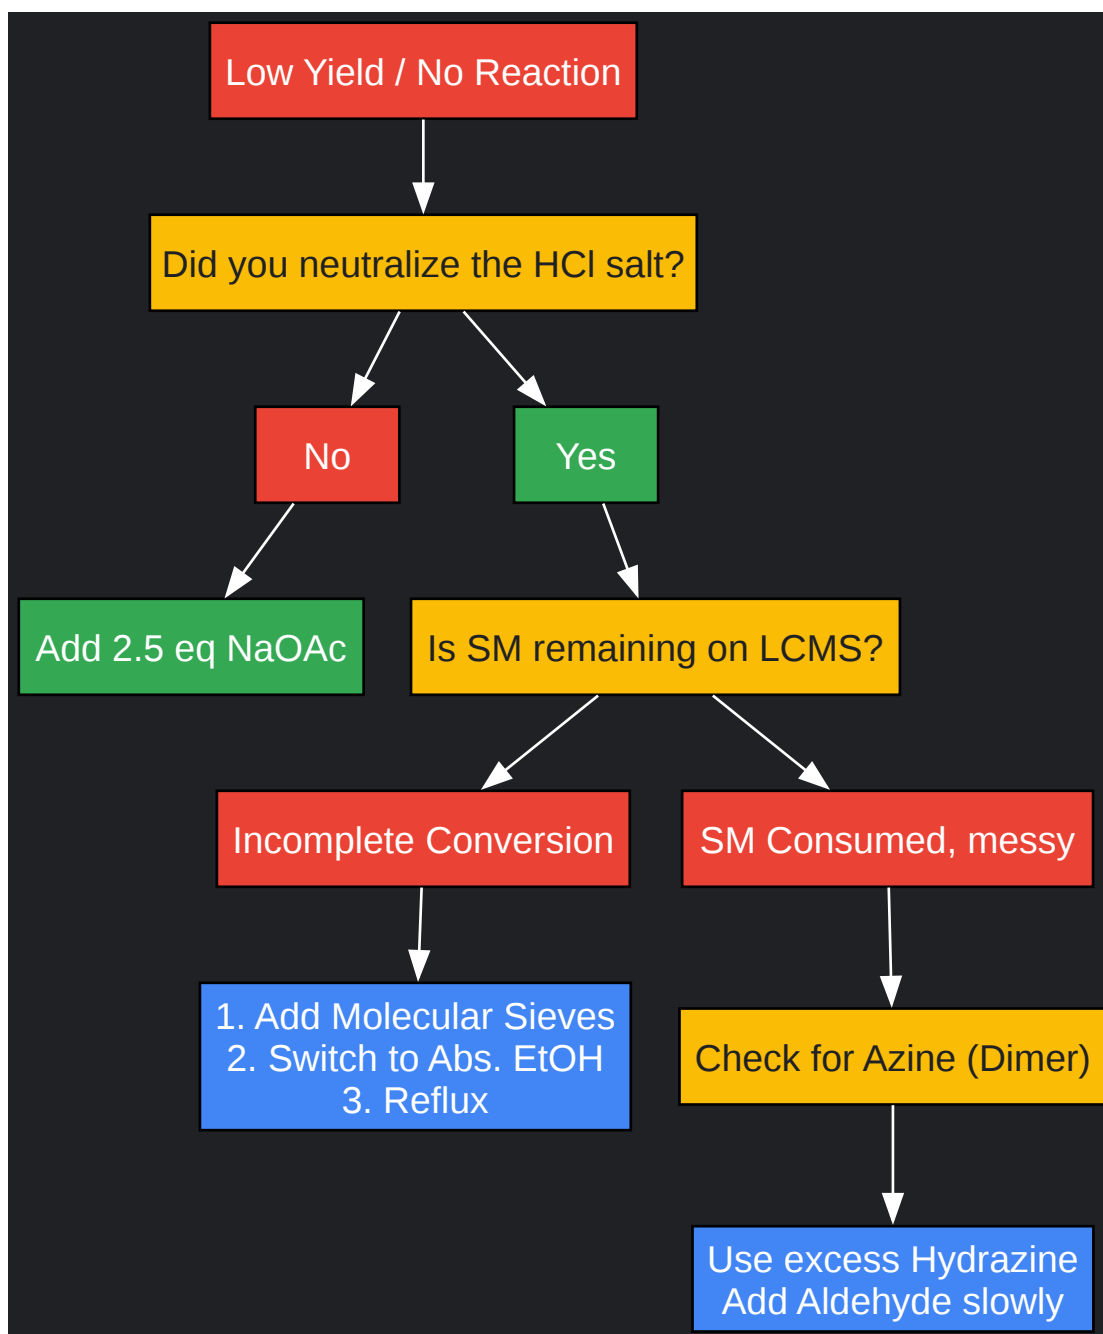 Low Yield / No Reaction
Did you neutralize the HCl salt?
No
Yes
Add 2.5 eq NaOAc
Is SM remaining on LCMS?
Incomplete Conversion
SM Consumed, messy
1. Add Molecular Sieves
2. Switch to Abs. EtOH
3. Reflux
Check for Azine (Dimer)
Use excess Hydrazine
Add Aldehyde slowly